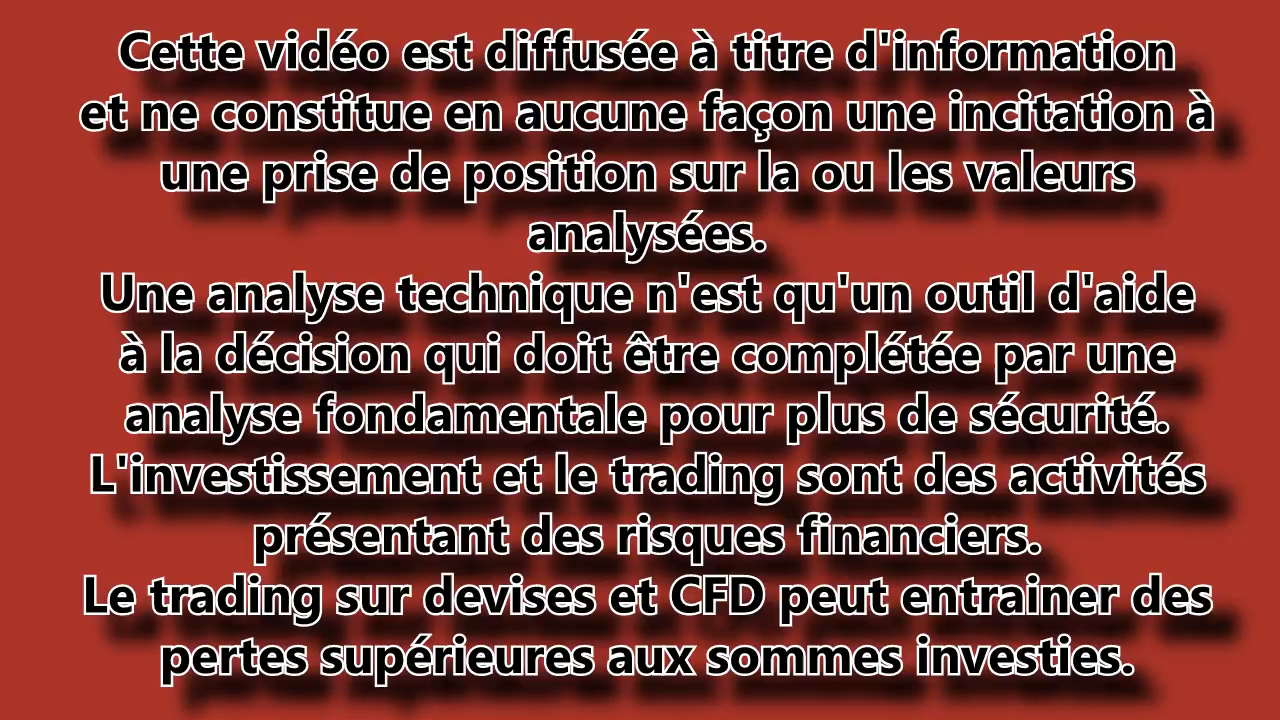 Cette vidéo est diffusée à titre d'information
et ne constitue en aucune façon une incitation à
une prise de position sur la ou les valeurs
analysées.
Une analyse technique n'est qu'un outil d'aide
à la décision qui doit être complétée par une
analyse fondamentale pour plus de sécurité.
L'investissement et le trading sont des activités
présentant des risques financiers.
Le trading sur devises et CFD peut entrainer des
pertes supérieures aux sommes investies.